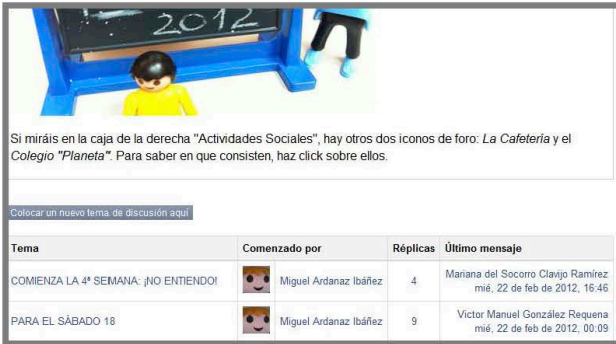 2012
Si miráis en la caja de la derecha "Actividades Sociales", hay otros dos iconos de foro: La Cafetería y el
Colegio "Planeta". Para saber en que consisten, haz click sobre ellos.
Colocar un nuevo tema de discusión aquí
Tema Comenzado por Réplicas Último mensaje
COMIENZA LA 4ª SEMANA: ¡NO ENTIENDO! Miguel Ardanaz Ibáñez 4 Mariana del Socorro Clavijo Ramírez
mié, 22 de feb de 2012, 16:46
PARA EL SÁBADO 18 Miguel Ardanaz Ibáñez 9 Victor Manuel González Requena
mié, 22 de feb de 2012, 00:09